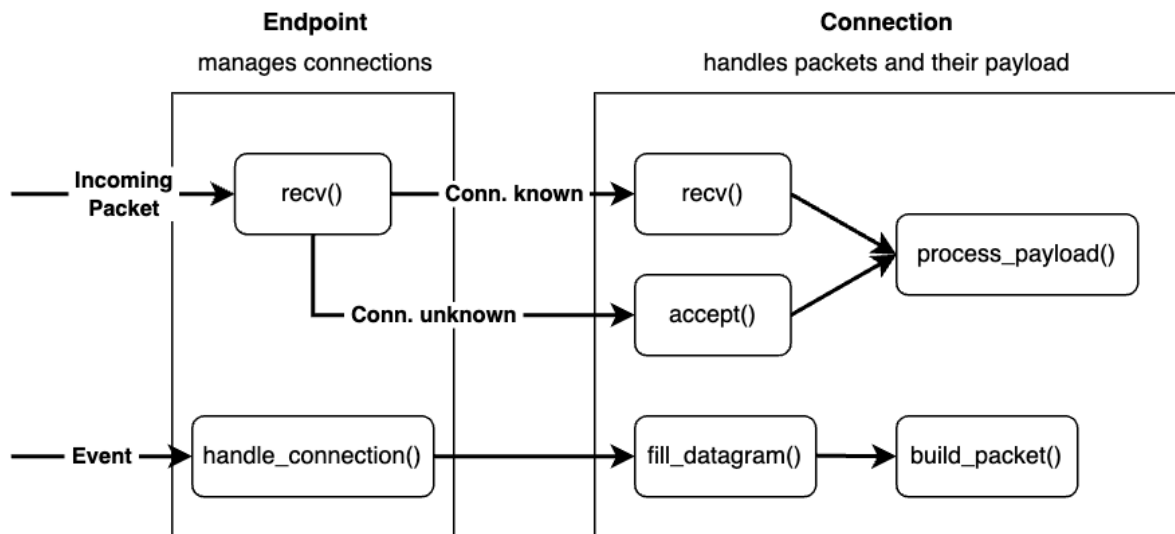 Endpoint
manages connections
Connection
handles packets and their payload
Incoming
Packet
recv()
Conn. known
recv()
process_payload()
Conn. unknown
accept()
Event
handle_connection()
fill_datagram()
build_packet()